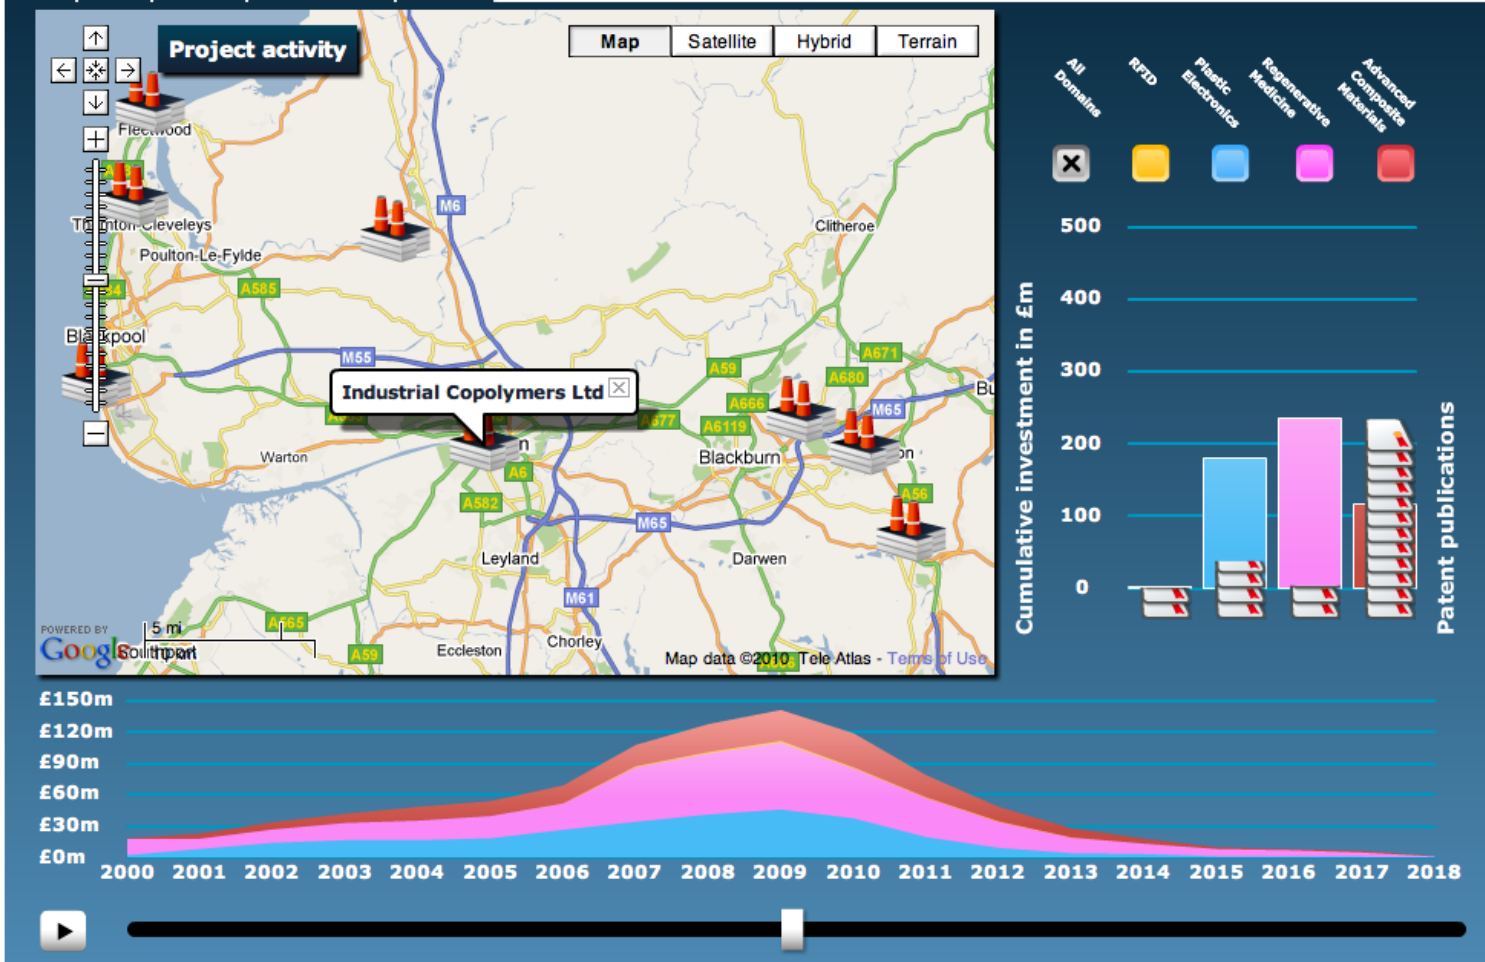 Project activity
Map
Satellite
Hybrid
Terrain
Fleetwood
M6
Clitheroe
Poulton-Le-Fylde
A585
Blackpool
M55
A59
A671
A680
Industrial Copolymers Ltd
A666
M65
A677
A6119
Blackburn
Warton
A6
A582
A56
M65
Leyland
Darwen
M61
5 mi
POWERED BY
Google
A565
A59
Eccleston
Chorley
Map data ©2010 Tele Atlas - Terms of Use
All
Domains
RFID
Plastic
Electronics
Regenerative
Medicine
Advanced
Composite
Materials
Cumulative investment in £m
500
400
300
200
100
0
Patent publications
£150m
£120m
£90m
£60m
£30m
£0m
2000 2001 2002 2003 2004 2005 2006 2007 2008 2009 2010 2011 2012 2013 2014 2015 2016 2017 2018